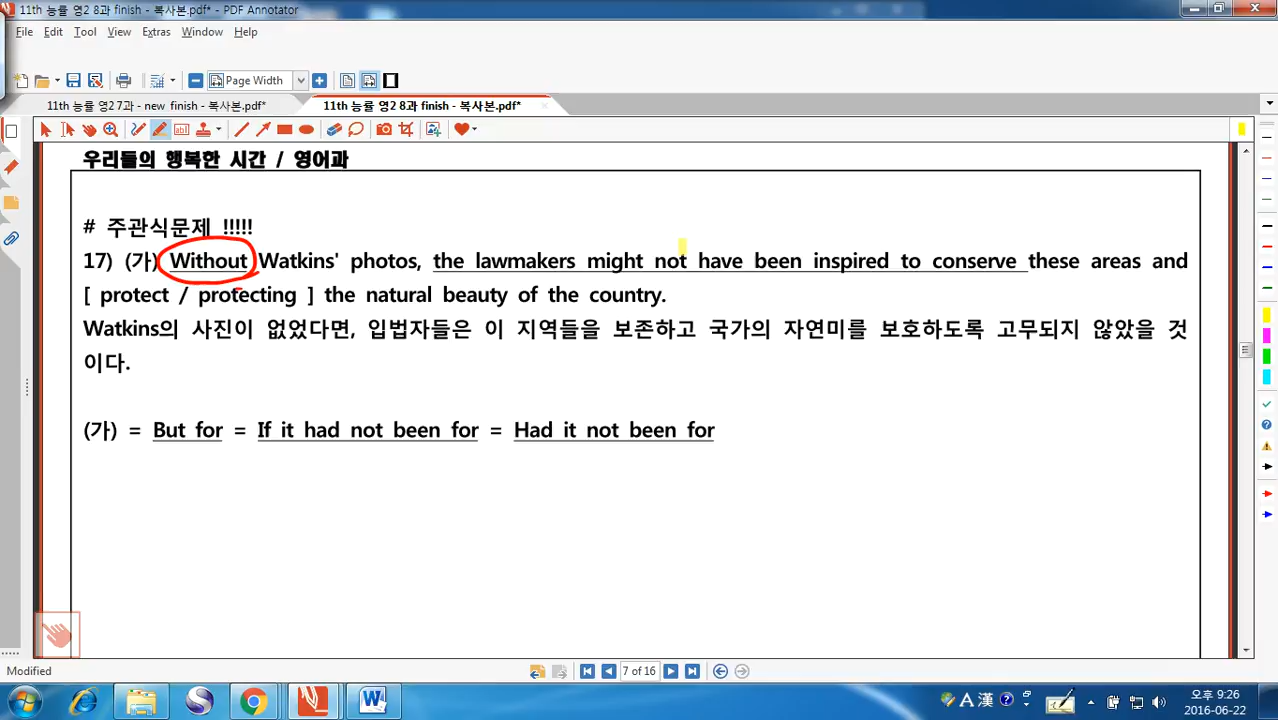 11th 능률 영2 8과 finish - 복사본.pdf* - PDF Annotator
File Edit Tool View Extras Window Help
Page Width
11th 능률 영2 7과 - new finish - 복사본.pdf* 11th 능률 영2 8과 finish - 복사본.pdf*
우리들의 행복한 시간 / 영어과
# 주관식문제 !!!!!
17) (가) Without Watkins' photos, the lawmakers might not have been inspired to conserve these areas and
[ protect / protecting ] the natural beauty of the country.
Watkins의 사진이 없었다면, 입법자들은 이 지역들을 보존하고 국가의 자연미를 보호하도록 고무되지 않았을 것
이다.
(가) = But for = If it had not been for = Had it not been for
Modified 7 of 16
A 漢 오후 9:26
2016-06-22